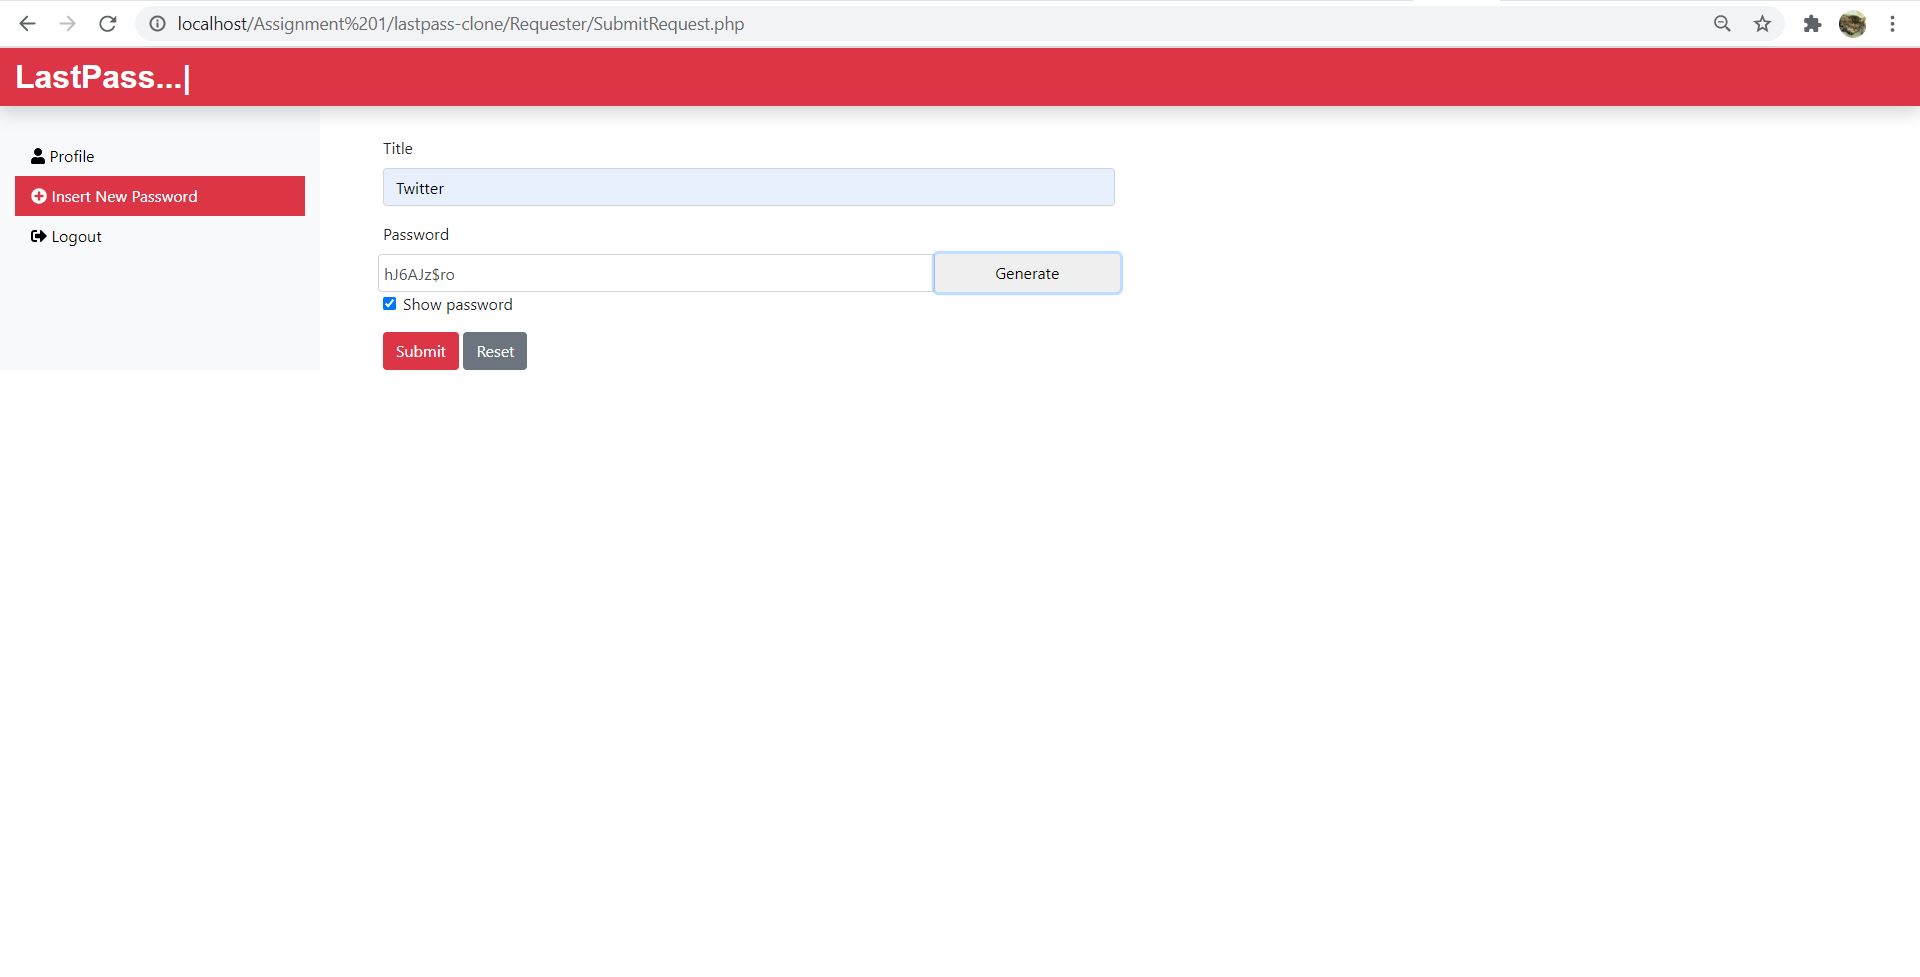 localhost/Assignment%201/lastpass-clone/Requester/SubmitRequest.php
LastPass...|
Profile
Insert New Password
Logout
Title
Twitter
Password
hJ6AJz$ro
Generate
Show password
Submit Reset